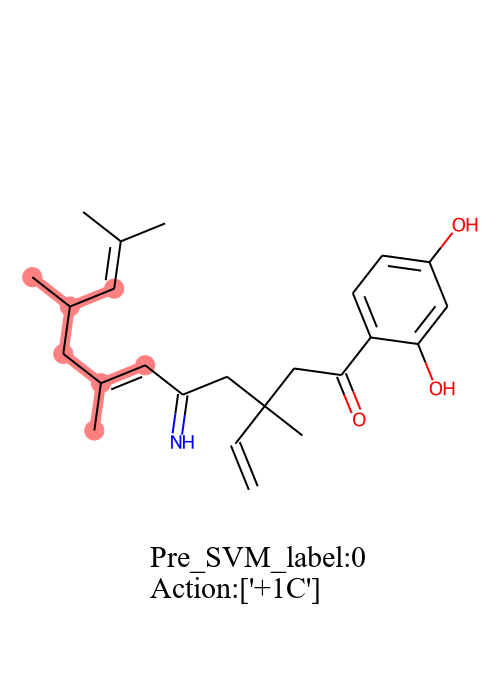 OH
OH
O
NH
Pre_SVM_label:0
Action:['+1C']